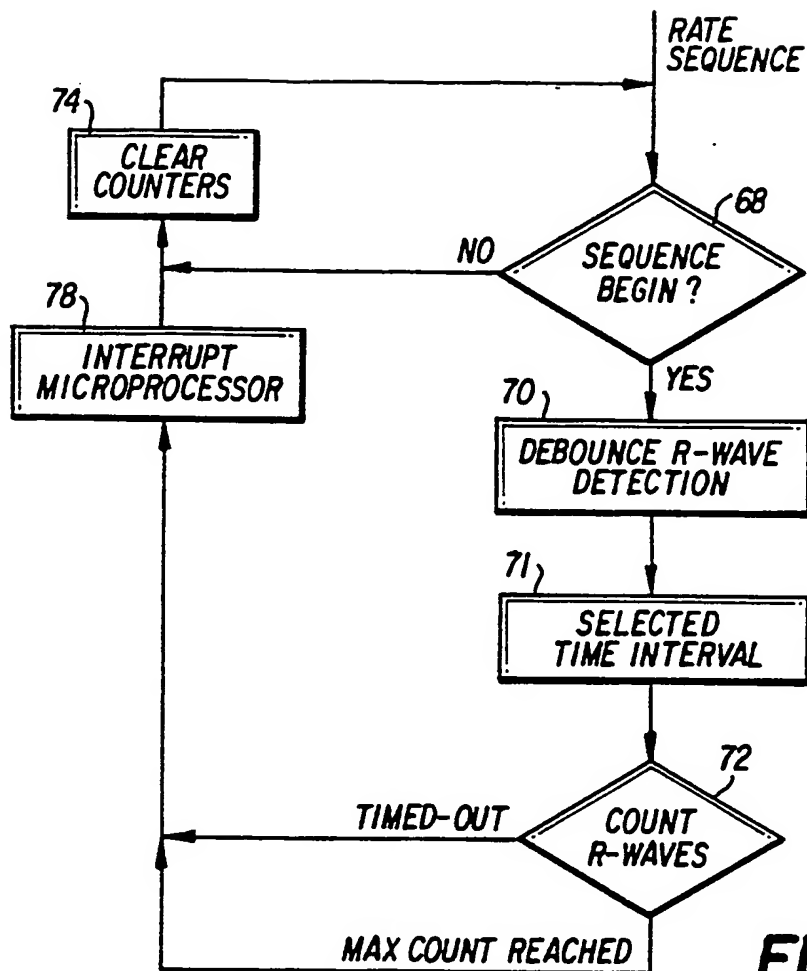 RATE
SEQUENCE
74
CLEAR
COUNTERS
68
NO
SEQUENCE
BEGIN?
78
INTERRUPT
MICROPROCESSOR
YES
70
DEBOUNCE R-WAVE
DETECTION
71
SELECTED
TIME INTERVAL
72
TIMED-OUT
COUNT
R-WAVES
MAX COUNT REACHED